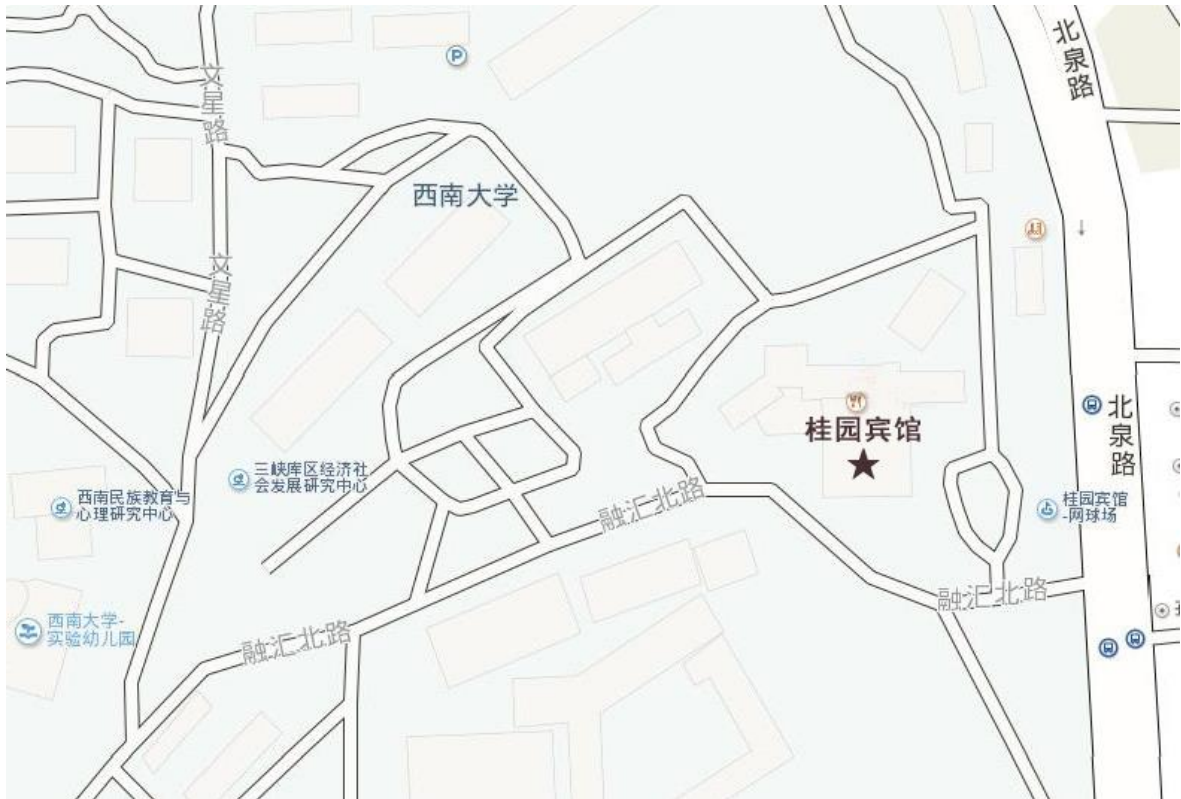 北泉路
P
文星路
西南大学
文星路
北泉路
桂园宾馆
三峡库区经济社
会发展研究中心
西南民族教育与
心理研究中心
桂园宾馆
-网球场
融汇北路
融汇北路
西南大学-
实验幼儿园
融汇北路